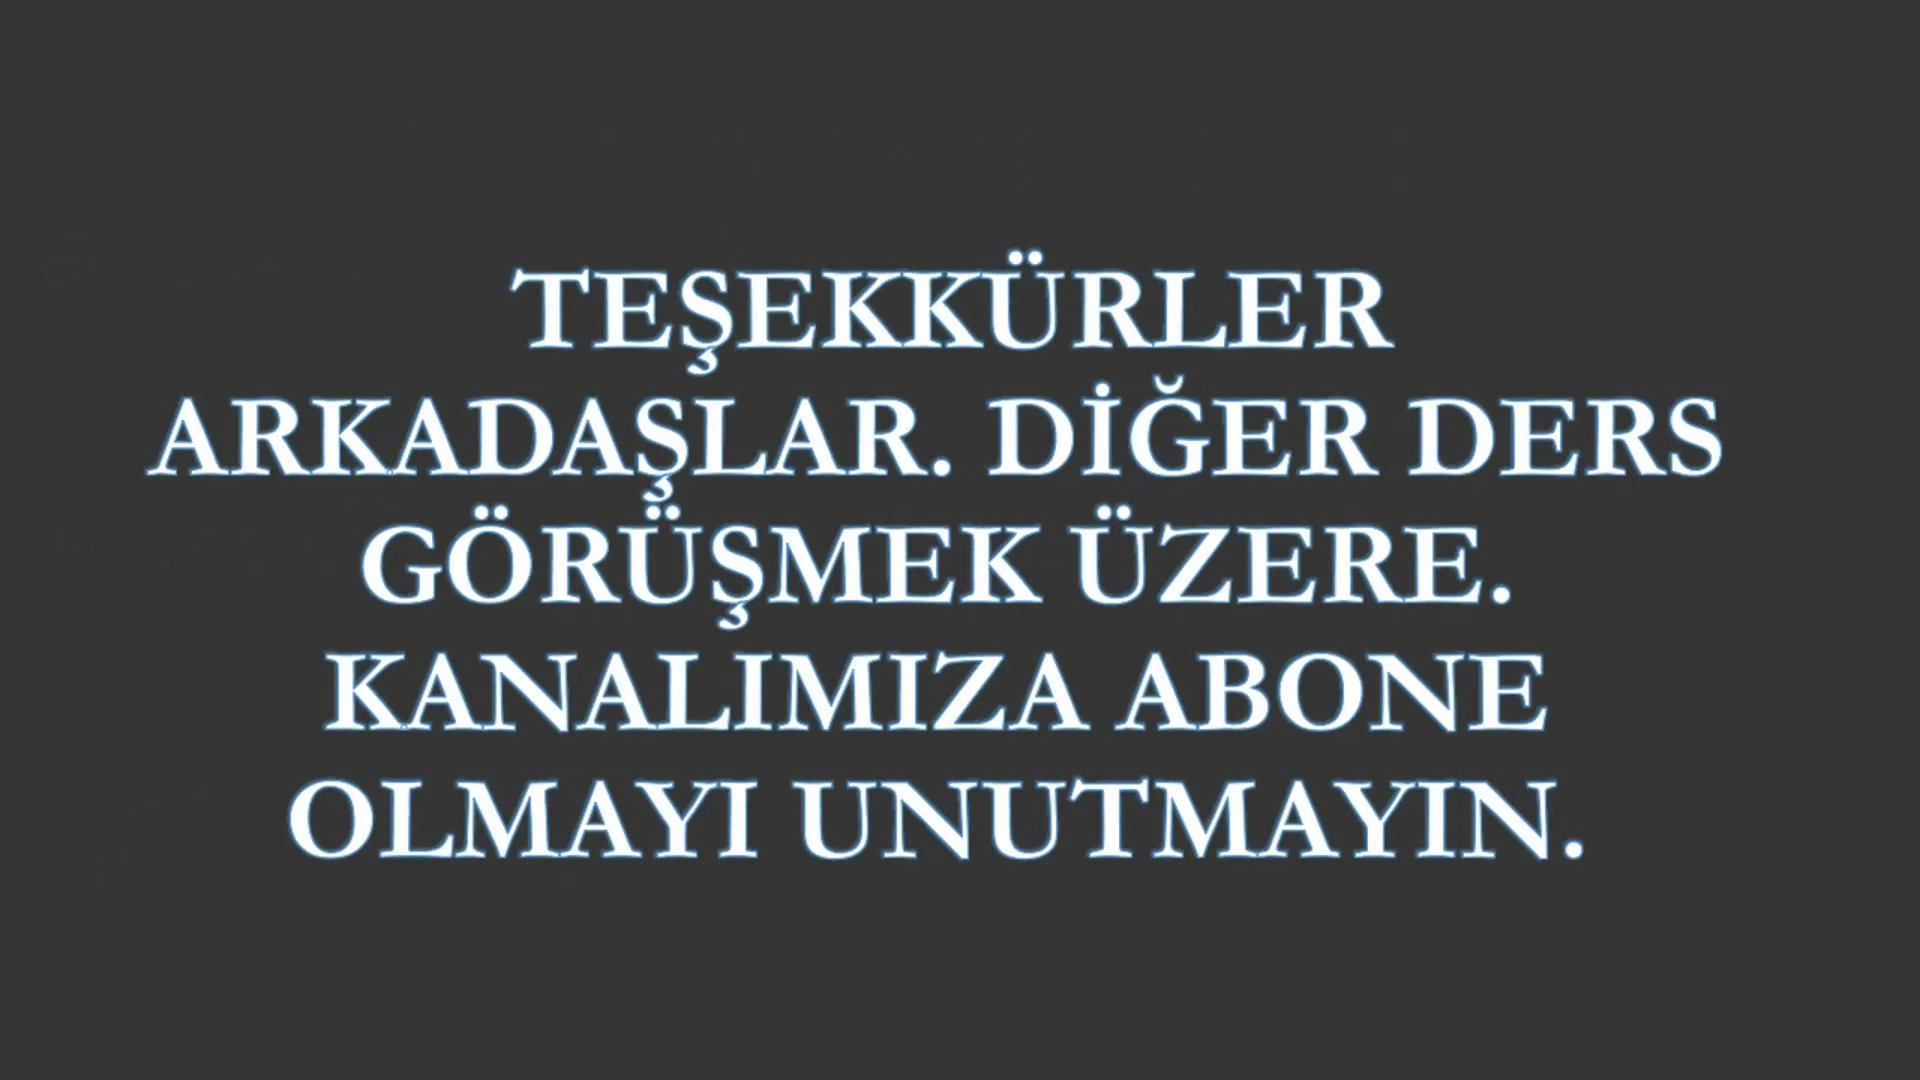 TEŞEKKÜRLER
ARKADAŞLAR. DİĞER DERS
GÖRÜŞMEK ÜZERE.
KANALIMIZA ABONE
OLMAYI UNUTMAYIN.